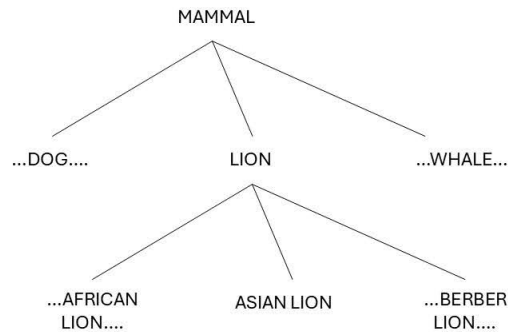 MAMMAL
...DOG.... LION ...WHALE...
...AFRICAN ASIAN LION ...BERBER
LION.... LION....